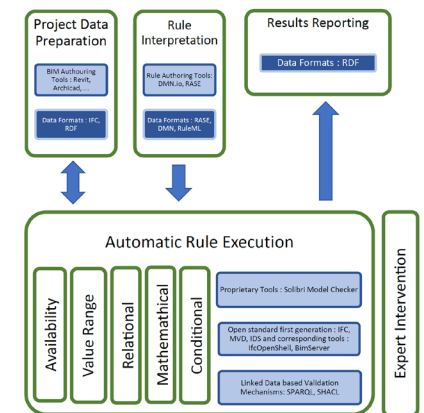 Project Data
Preparation
BIM Authouring
Tools : Revit,
Archicad, ...
Data Formats : IFC,
RDF
Rule
Interpretation
Rule Authoring Tools:
DMN.io, RASE
Data Formats : RASE,
DMN, RuleML
Results Reporting
Data Formats : RDF
Automatic Rule Execution
Availability
Value Range
Relational
Mathemathical
Conditional
Proprietary Tools : Solibri Model Checker
Open standard first generation : IFC,
MVD, IDS and corresponding tools :
IfcOpenShell, BimServer
Linked Data based Validation
Mechanisms: SPARQL, SHACL
Expert Intervention